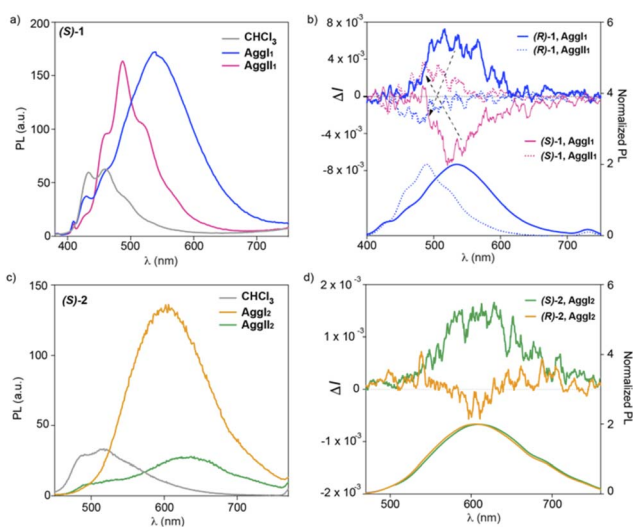 a)
(S)-1
CHCl3
AggI1
AggII1
PL (a.u.)
200
150
100
50
0
400 500 600 700
λ (nm)
b)
(R)-1, AggI1
(R)-1, AggII1
(S)-1, AggI1
(S)-1, AggII1
ΔI
8 x10-3
4 x10-3
0
-4 x10-3
-8 x10-3
Normalized PL
6
4
2
0
400 500 600 700
λ (nm)
c)
(S)-2
CHCl3
AggI2
AggII2
PL (a.u.)
150
100
50
0
500 600 700
λ (nm)
d)
(S)-2, AggI2
(R)-2, AggI2
ΔI
2 x 10-3
1 x 10-3
0
-1 x 10-3
-2 x 10-3
Normalized PL
6
4
2
0
500 600 700
λ (nm)